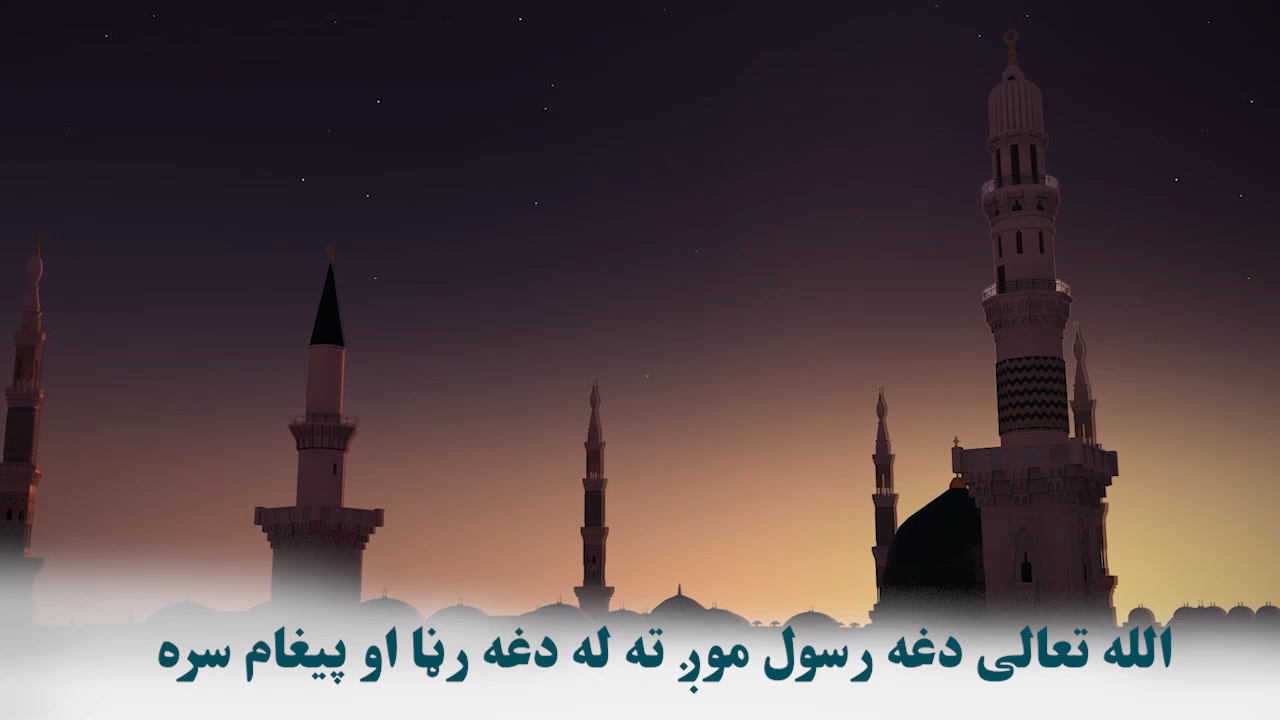 الله تعالی دغه رسول موږ ته له دغه رڼا او پیغام سره